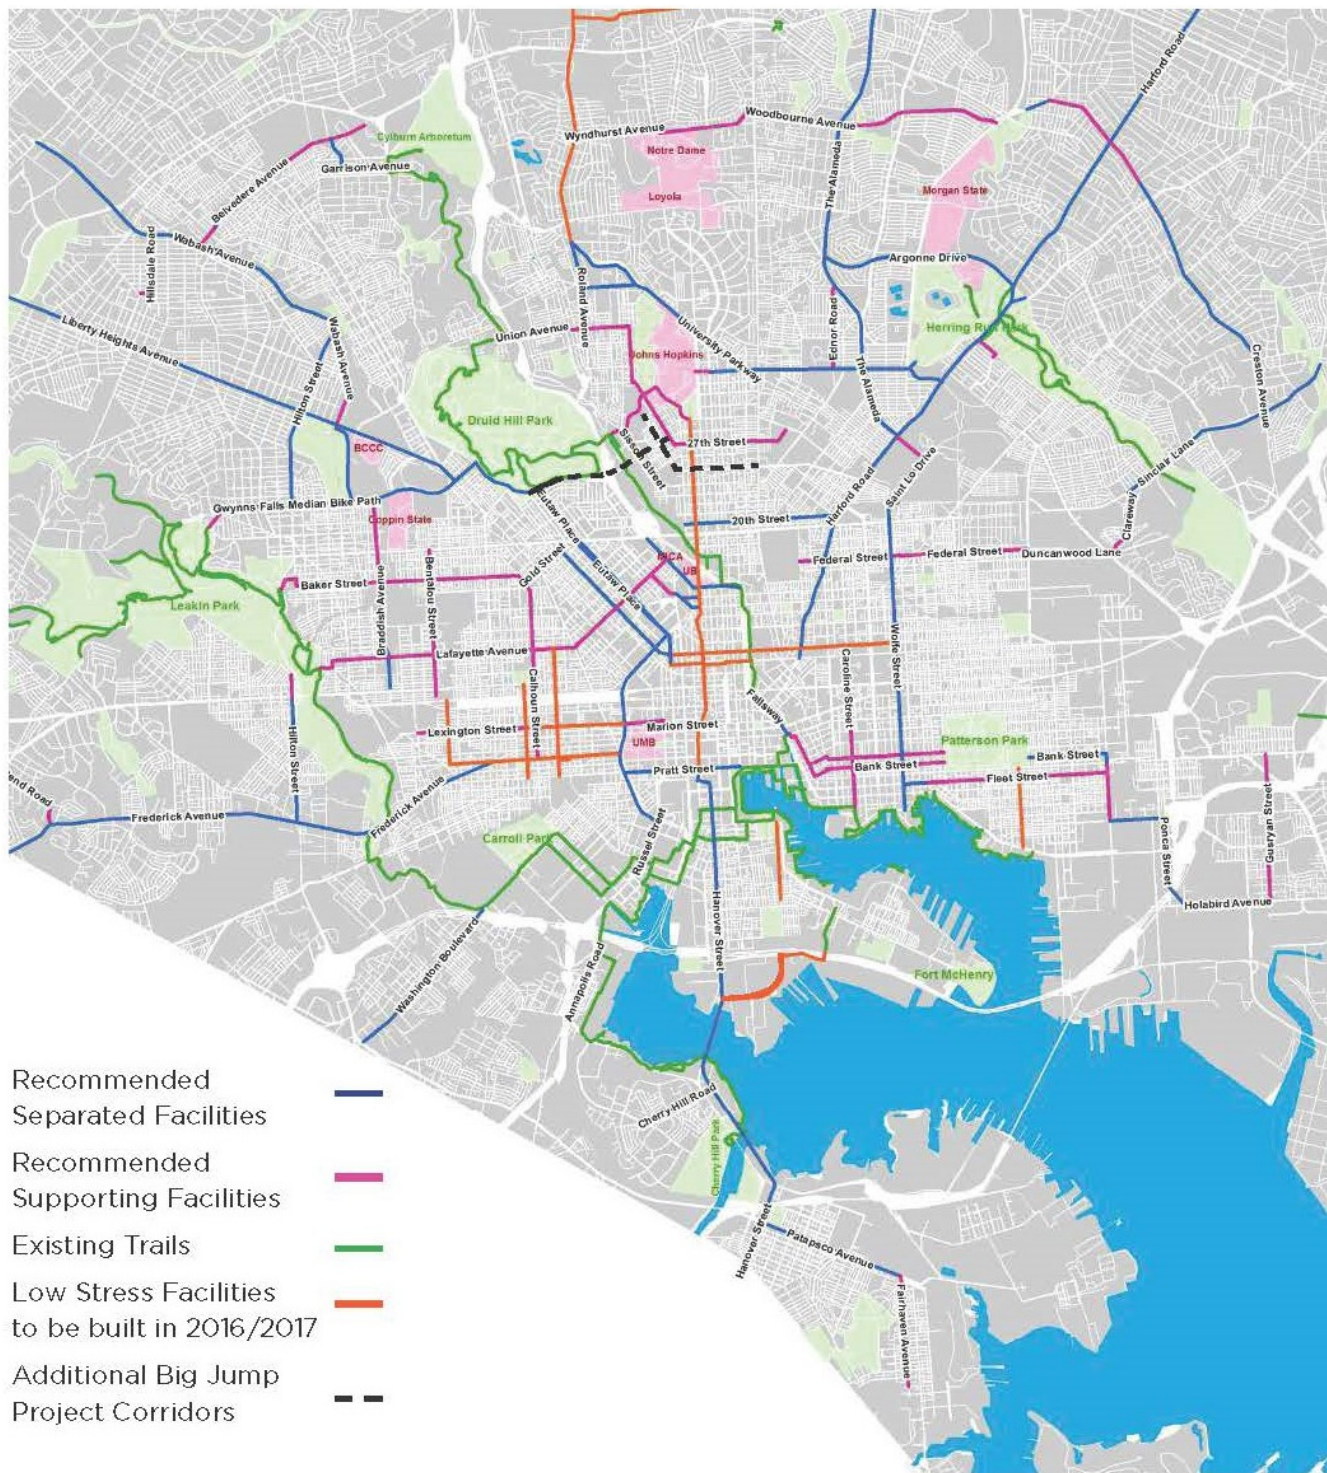 Harford Road
Woodbourne Avenue
Wyndhurst Avenue
Cylburn Arboretum
Notre Dame
Garrison Avenue
Belvedere Avenue
The Alameda
Morgan State
Loyola
Hillsdale Road
Wabash Avenue
Argonne Drive
Roland Avenue
Liberty Heights Avenue
Wabash Avenue
Union Avenue
University Parkway
Ednor Road
Herring Run Park
Johns Hopkins
Creston Avenue
Hilton Street
The Alameda
Druid Hill Park
Sisson Street
27th Street
BCCC
Saint Lo Drive
Sinclair Lane
Harford Road
Gwynns Falls Median Bike Path
Eutaw Place
Coppin State
20th Street
Clareway
Gold Street
MICA
UB
Federal Street
Federal Street
Duncanwood Lane
Baker Street
Bentalou Street
Eutaw Place
Leakin Park
Braddish Avenue
Lafayette Avenue
Wolfe Street
Caroline Street
Calhoun Street
Fallsway
Lexington Street
Marion Street
Hilton Street
UMB
Patterson Park
Bank Street
Bank Street
Pratt Street
Fleet Street
end Road
Frederick Avenue
Frederick Avenue
Carroll Park
Russel Street
Ponca Street
Gusryan Street
Hanover Street
Holabird Avenue
Washington Boulevard
Annapolis Road
Fort McHenry
Cherry Hill Road
Cherry Hill Park
Hanover Street
Patapsco Avenue
Fairhaven Avenue
Recommended
Separated Facilities
Recommended
Supporting Facilities
Existing Trails
Low Stress Facilities
to be built in 2016/2017
Additional Big Jump
Project Corridors